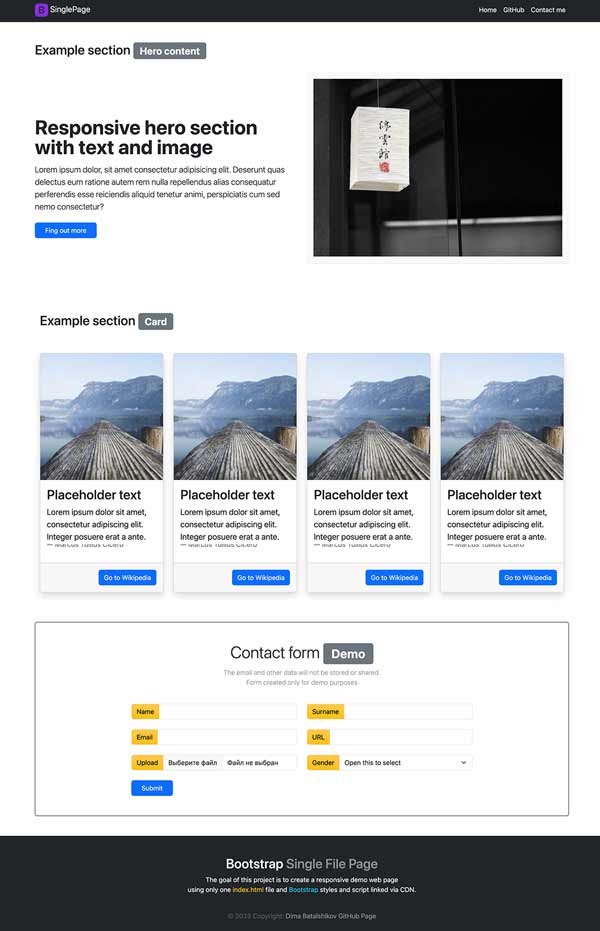 B SinglePage
Home GitHub Contact me
Example section Hero content
Responsive hero section
with text and image
Lorem ipsum dolor, sit amet consectetur adipisicing elit. Deserunt quas
delectus eum ratione autem rem nulla repellendus alias consequatur
perferendis esse reiciendis aliquid tenetur animi, perspiciatis cum sed
nemo consectetur?
Fing out more
Example section Card
Placeholder text
Lorem ipsum dolor sit amet,
consectetur adipiscing elit.
Integer posuere erat a ante.
— Marcus Tullius Cicero
Go to Wikipedia
Placeholder text
Lorem ipsum dolor sit amet,
consectetur adipiscing elit.
Integer posuere erat a ante.
— Marcus Tullius Cicero
Go to Wikipedia
Placeholder text
Lorem ipsum dolor sit amet,
consectetur adipiscing elit.
Integer posuere erat a ante.
— Marcus Tullius Cicero
Go to Wikipedia
Placeholder text
Lorem ipsum dolor sit amet,
consectetur adipiscing elit.
Integer posuere erat a ante.
— Marcus Tullius Cicero
Go to Wikipedia
Contact form Demo
The email and other data will not be stored or shared.
Form created only for demo purposes
Name
Surname
Email
URL
Upload Выберите файл Файл не выбран
Gender Open this to select
Submit
Bootstrap Single File Page
The goal of this project is to create a responsive demo web page
using only one index.html file and Bootstrap styles and script linked via CDN.
Copyright: Dima Batalshikov GitHub Page